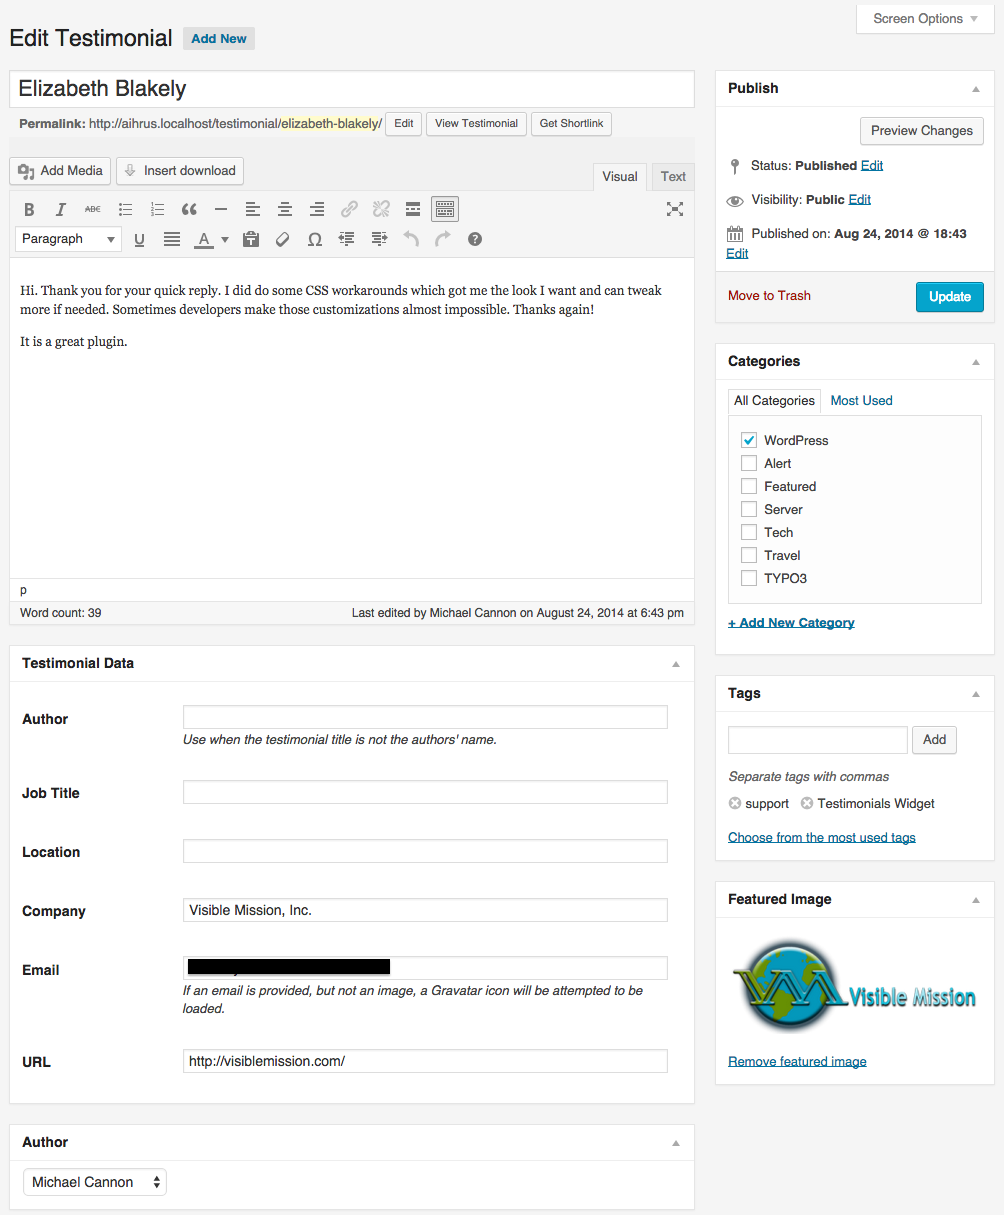 Screen Options
Edit Testimonial Add New
Elizabeth Blakely
Permalink: http://aihrus.localhost/testimonial/elizabeth-blakely/ Edit View Testimonial Get Shortlink
Add Media Insert download
Visual Text
B I ABC
Paragraph U A Ω ?
Hi. Thank you for your quick reply. I did do some CSS workarounds which got me the look I want and can tweak
more if needed. Sometimes developers make those customizations almost impossible. Thanks again!
It is a great plugin.
p
Word count: 39 Last edited by Michael Cannon on August 24, 2014 at 6:43 pm
Testimonial Data
Author
Use when the testimonial title is not the authors' name.
Job Title
Location
Company Visible Mission, Inc.
Email
If an email is provided, but not an image, a Gravatar icon will be attempted to be
loaded.
URL http://visiblemission.com/
Author
Michael Cannon
Publish
Preview Changes
Status: Published Edit
Visibility: Public Edit
Published on: Aug 24, 2014 @ 18:43
Edit
Move to Trash Update
Categories
All Categories Most Used
WordPress
Alert
Featured
Server
Tech
Travel
TYPO3
+ Add New Category
Tags
Add
Separate tags with commas
support Testimonials Widget
Choose from the most used tags
Featured Image
VM Visible Mission
Remove featured image